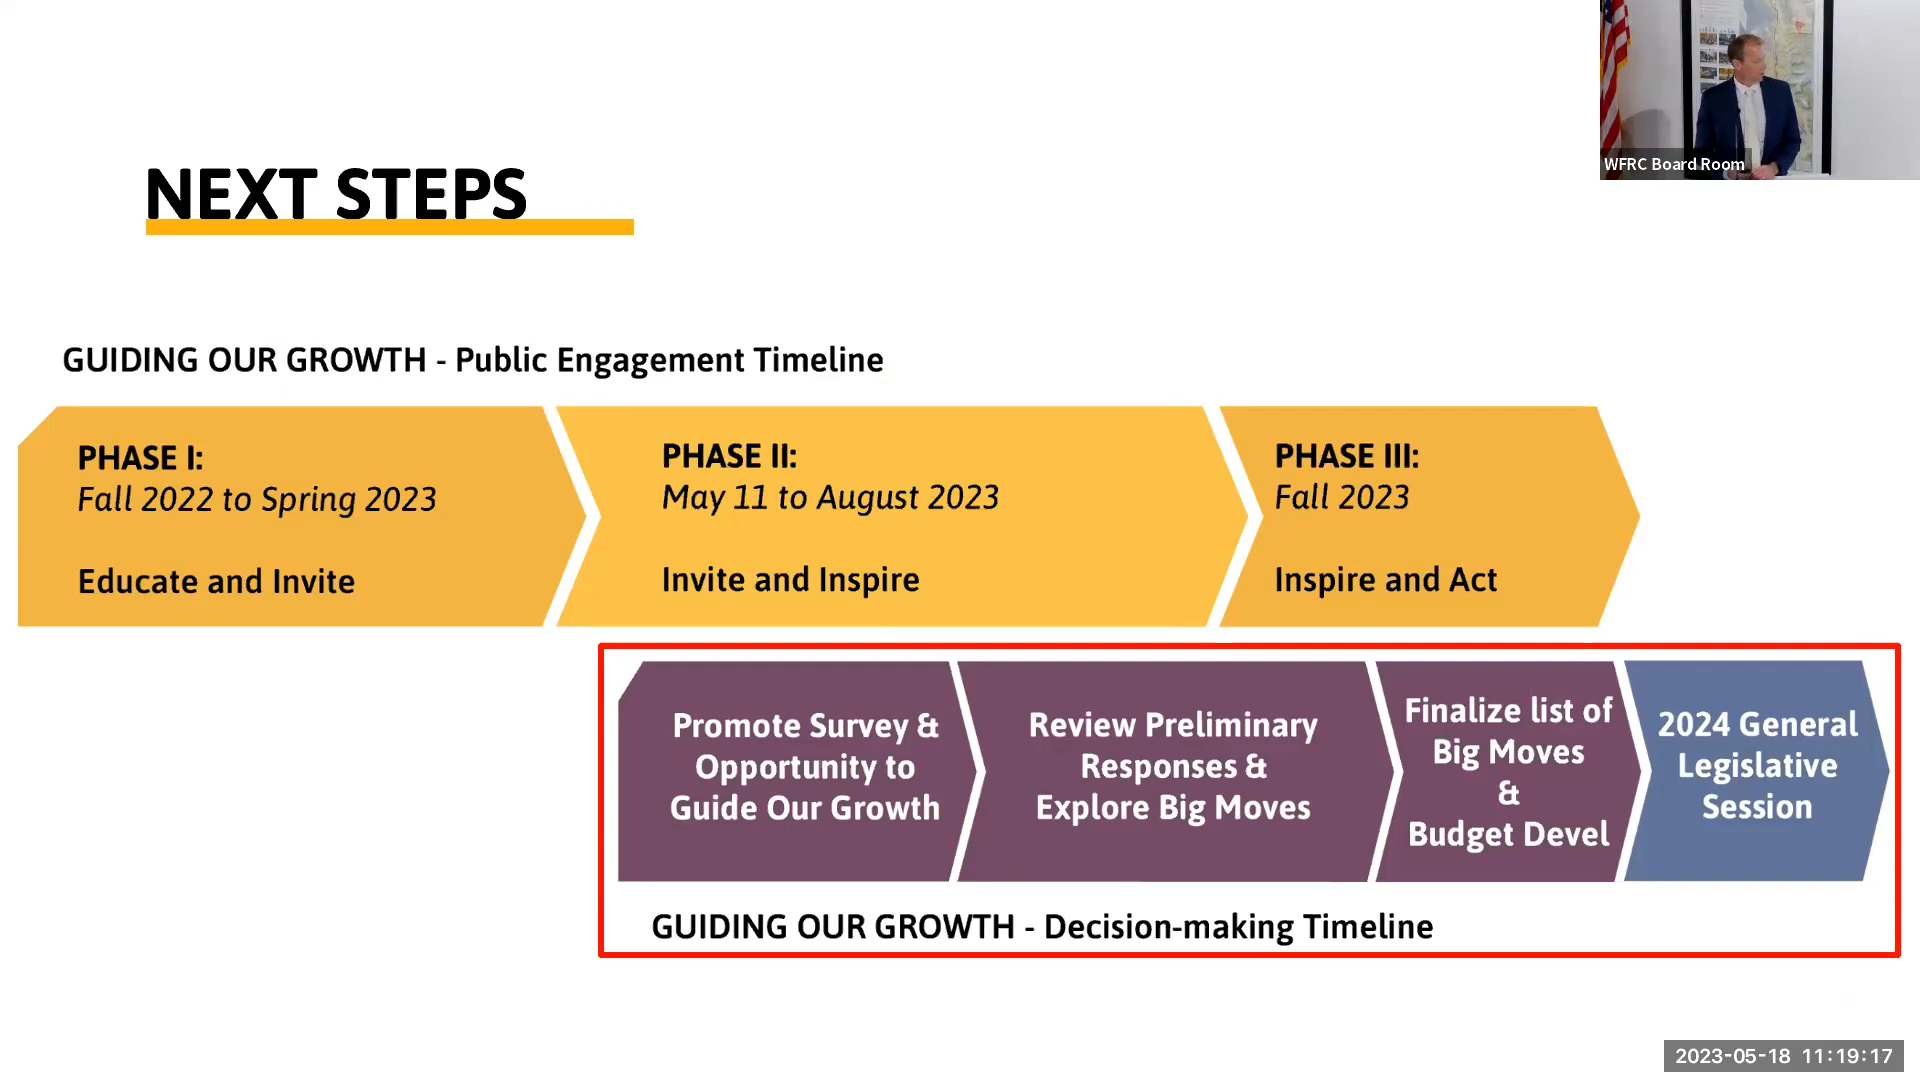 WFRC Board Room
NEXT STEPS
GUIDING OUR GROWTH - Public Engagement Timeline
PHASE I:
Fall 2022 to Spring 2023
Educate and Invite
PHASE II:
May 11 to August 2023
Invite and Inspire
PHASE III:
Fall 2023
Inspire and Act
Promote Survey &
Opportunity to
Guide Our Growth
Review Preliminary
Responses &
Explore Big Moves
Finalize list of
Big Moves
&
Budget Devel
2024 General
Legislative
Session
GUIDING OUR GROWTH - Decision-making Timeline
2023-05-18 11:19:17